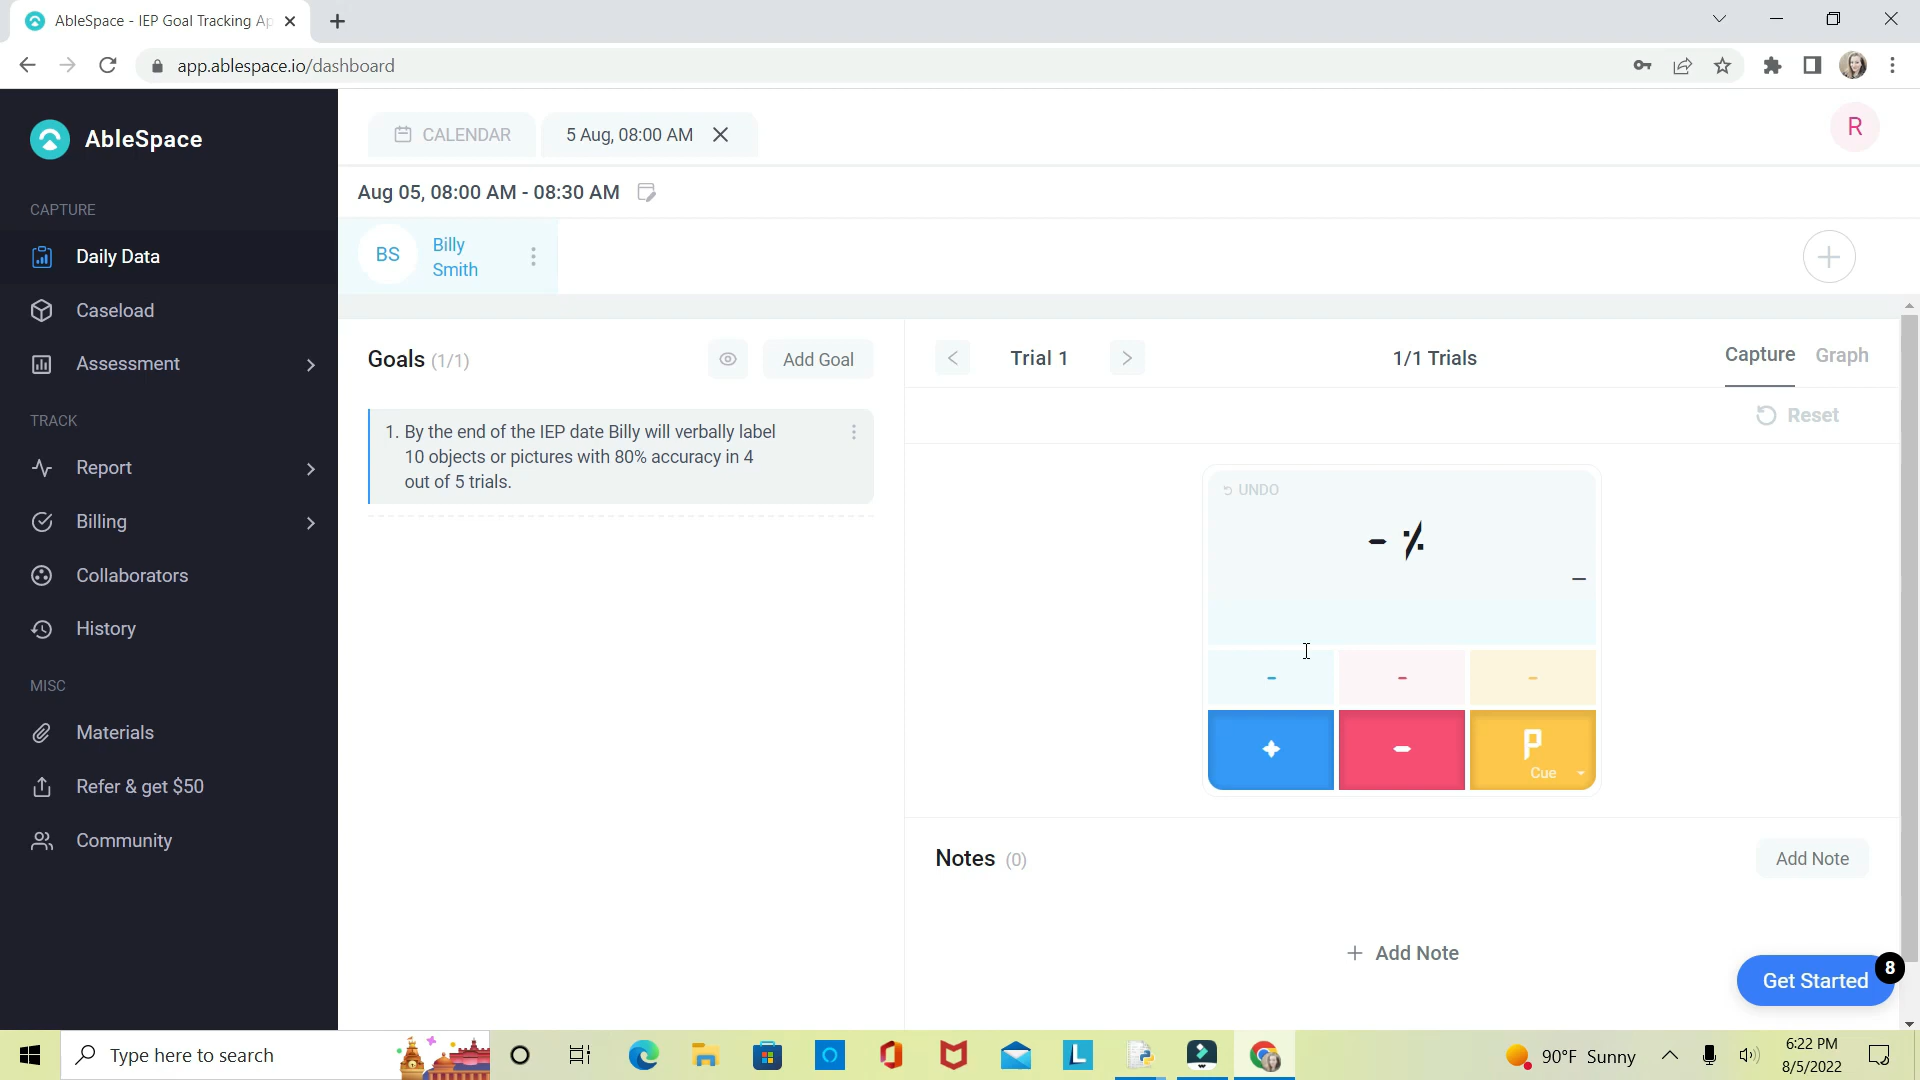 AbleSpace - IEP Goal Tracking Ap
app.ablespace.io/dashboard
AbleSpace
CAPTURE
Daily Data
Caseload
Assessment
TRACK
Report
Billing
Collaborators
History
MISC
Materials
Refer & get $50
Community
CALENDAR
5 Aug, 08:00 AM
R
Aug 05, 08:00 AM - 08:30 AM
BS
Billy
Smith
Goals (1/1)
Add Goal
1. By the end of the IEP date Billy will verbally label
10 objects or pictures with 80% accuracy in 4
out of 5 trials.
Trial 1
1/1 Trials
Capture
Graph
Reset
UNDO
- %
-
- - -
+ - P
Cue
Notes (0)
Add Note
+ Add Note
Get Started
8
Type here to search
90°F Sunny
6:22 PM
8/5/2022